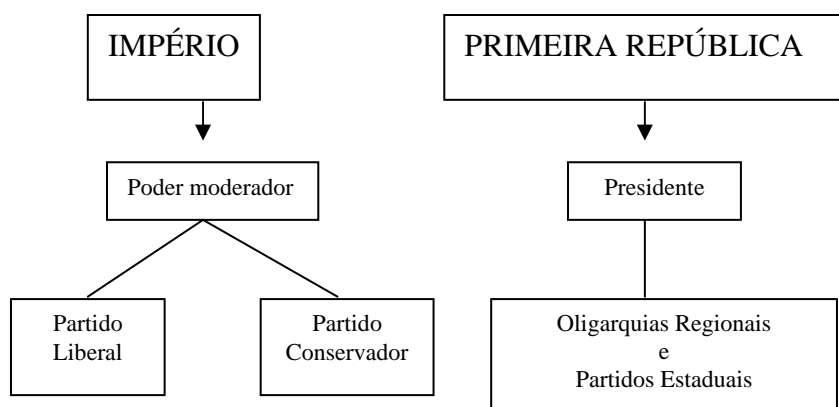 IMPÉRIO
PRIMEIRA REPÚBLICA
Poder moderador
Presidente
Partido
Liberal
Partido
Conservador
Oligarquias Regionais
e
Partidos Estaduais